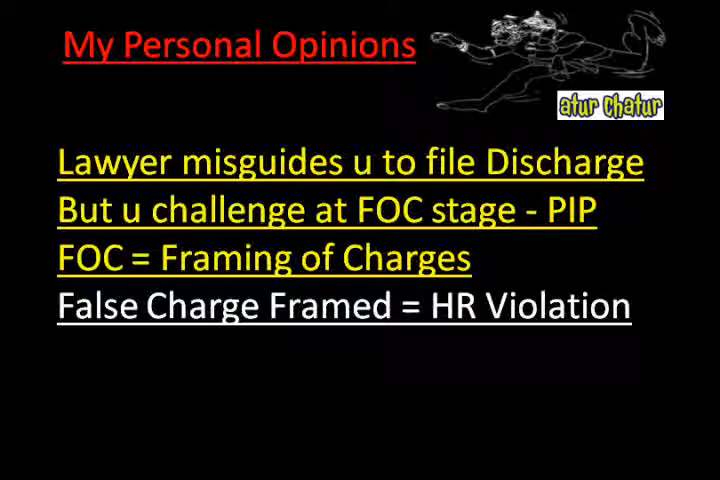 My Personal Opinions
atur chatur
Lawyer misguides u to file Discharge
But u challenge at FOC stage - PIP
FOC = Framing of Charges
False Charge Framed = HR Violation